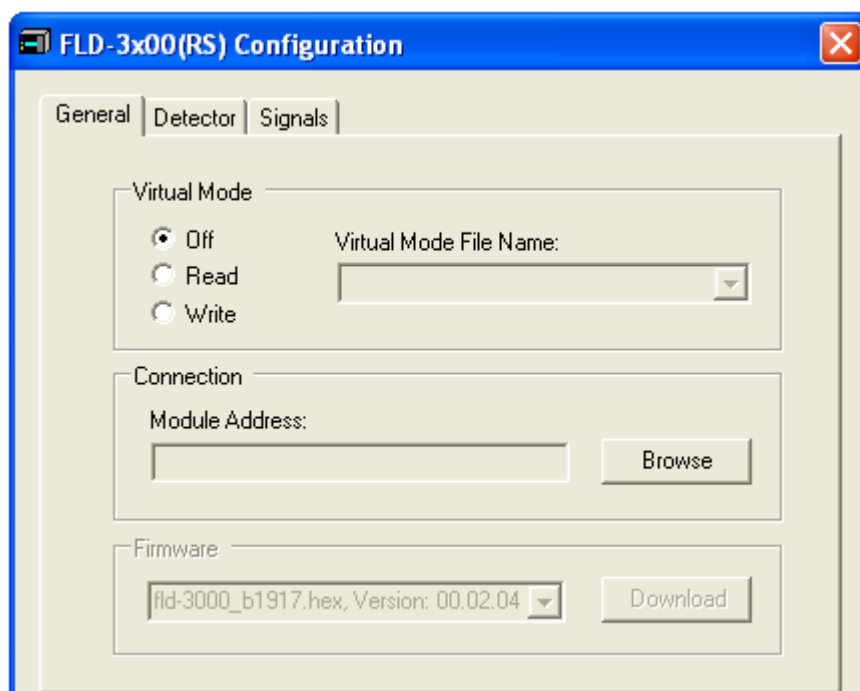 FLD-3x00(RS) Configuration
General Detector Signals
Virtual Mode
Off
Virtual Mode File Name:
Read
Write
Connection
Module Address:
Browse
Firmware
fld-3000_b1917.hex, Version: 00.02.04
Download